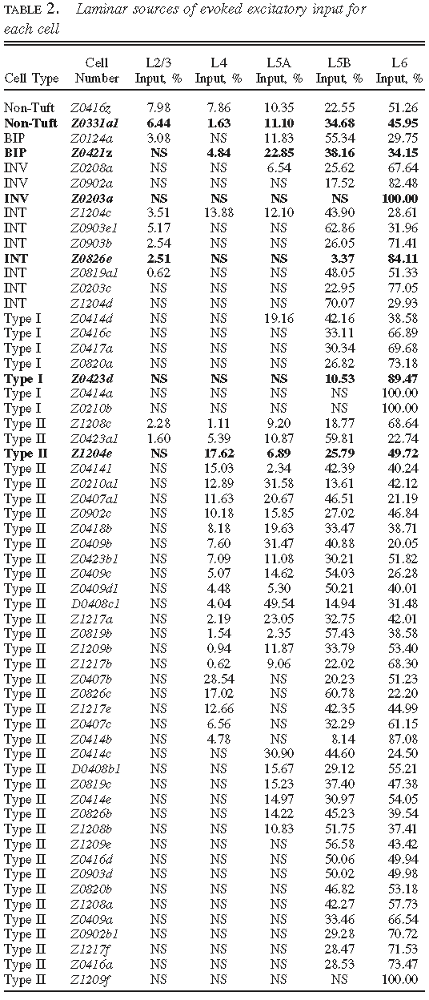 TABLE 2. Laminar sources of evoked excitatory input for
each cell
Cell Type Cell Number L2/3 Input, % L4 Input, % L5A Input, % L5B Input, % L6 Input, %
Non-Tuft Z0416z 7.98 7.86 10.35 22.55 51.26
Non-Tuft Z0331a1 6.44 1.63 11.10 34.68 45.95
BIP Z0124a 3.08 NS 11.83 55.34 29.75
BIP Z0421z NS 4.84 22.85 38.16 34.15
INV Z0208a NS NS 6.54 25.62 67.64
INV Z0902a NS NS NS 17.52 82.48
INV Z0203a NS NS NS NS 100.00
INT Z1204c 3.51 13.88 12.10 43.90 28.61
INT Z0903e1 5.17 NS NS 62.86 31.96
INT Z0903b 2.54 NS NS 26.05 71.41
INT Z0826e 2.51 NS NS 3.37 84.11
INT Z0819a1 0.62 NS NS 48.05 51.33
INT Z0203c NS NS NS 22.95 77.05
INT Z1204d NS NS NS 70.07 29.93
Type I Z0414d NS NS 19.16 42.16 38.58
Type I Z0416c NS NS NS 33.11 66.89
Type I Z0417a NS NS NS 30.34 69.68
Type I Z0820a NS NS NS 26.82 73.18
Type I Z0423d NS NS NS 10.53 89.47
Type I Z0414a NS NS NS NS 100.00
Type I Z0210b NS NS NS NS 100.00
Type II Z1208c 2.28 1.11 9.20 18.77 68.64
Type II Z0423a1 1.60 5.39 10.87 59.81 22.74
Type II Z1204e NS 17.62 6.89 25.79 49.72
Type II Z04141 NS 15.03 2.34 42.39 40.24
Type II Z0210a1 NS 12.89 31.58 13.61 42.12
Type II Z0407a1 NS 11.63 20.67 46.51 21.19
Type II Z0902c NS 10.18 15.85 27.02 46.84
Type II Z0418b NS 8.18 19.63 33.47 38.71
Type II Z0409b NS 7.60 31.47 40.88 20.05
Type II Z0423b1 NS 7.09 11.08 30.21 51.82
Type II Z0409c NS 5.07 14.62 54.03 26.28
Type II Z0409d1 NS 4.48 5.30 50.21 40.01
Type II D0408c1 NS 4.04 49.54 14.94 31.48
Type II Z1217a NS 2.19 23.05 32.75 42.01
Type II Z0819b NS 1.54 2.35 57.43 38.58
Type II Z1209b NS 0.94 11.87 33.79 53.40
Type II Z1217b NS 0.62 9.06 22.02 68.30
Type II Z0407b NS 28.54 NS 20.23 51.23
Type II Z0826c NS 17.02 NS 60.78 22.20
Type II Z1217e NS 12.66 NS 42.35 44.99
Type II Z0407c NS 6.56 NS 32.29 61.15
Type II Z0414b NS 4.78 NS 8.14 87.08
Type II Z0414c NS NS 30.90 44.60 24.50
Type II D0408b1 NS NS 15.67 29.12 55.21
Type II Z0819c NS NS 15.23 37.40 47.38
Type II Z0414e NS NS 14.97 30.97 54.05
Type II Z0826b NS NS 14.22 45.23 39.54
Type II Z1208b NS NS 10.83 51.75 37.41
Type II Z1209e NS NS NS 56.58 43.42
Type II Z0416d NS NS NS 50.06 49.94
Type II Z0903d NS NS NS 50.02 49.98
Type II Z0820b NS NS NS 46.82 53.18
Type II Z1208a NS NS NS 42.27 57.73
Type II Z0409a NS NS NS 33.46 66.54
Type II Z0902b1 NS NS NS 29.28 70.72
Type II Z1217f NS NS NS 28.47 71.53
Type II Z0416a NS NS NS 28.53 73.47
Type II Z1209f NS NS NS NS 100.00